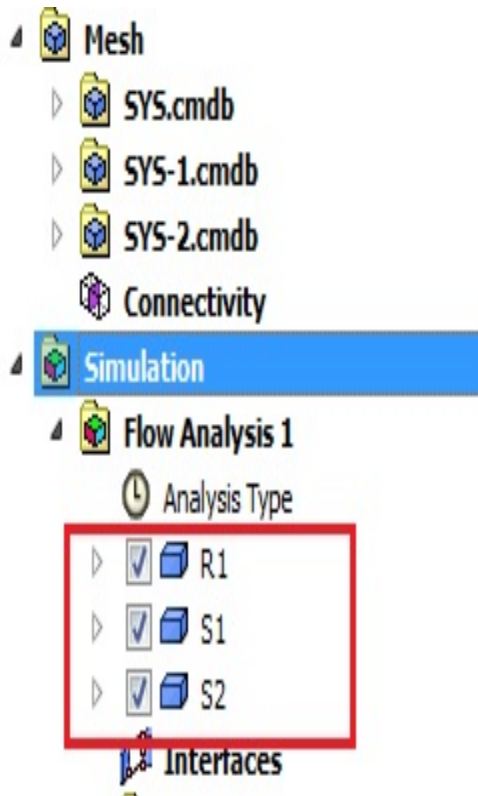 Mesh
SYS.cmdb
SYS-1.cmdb
SYS-2.cmdb
Connectivity
Simulation
Flow Analysis 1
Analysis Type
R1
S1
S2
Interfaces